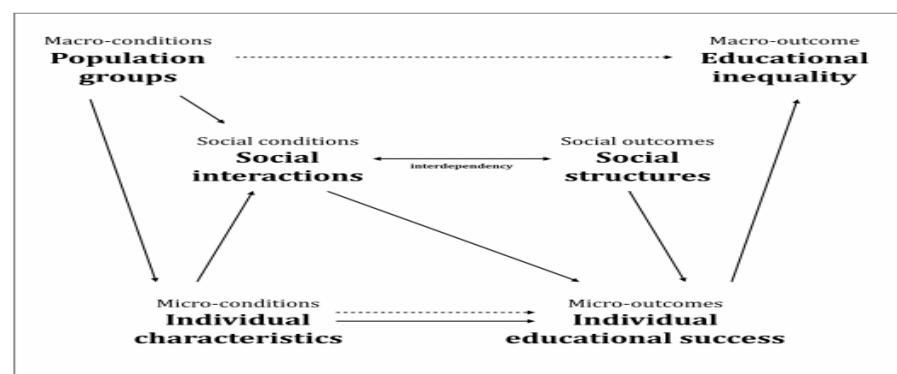 Macro-conditions
Population
groups
Macro-outcome
Educational
inequality
Social conditions
Social
interactions
interdependency
Social outcomes
Social
structures
Micro-conditions
Individual
characteristics
Micro-outcomes
Individual
educational success